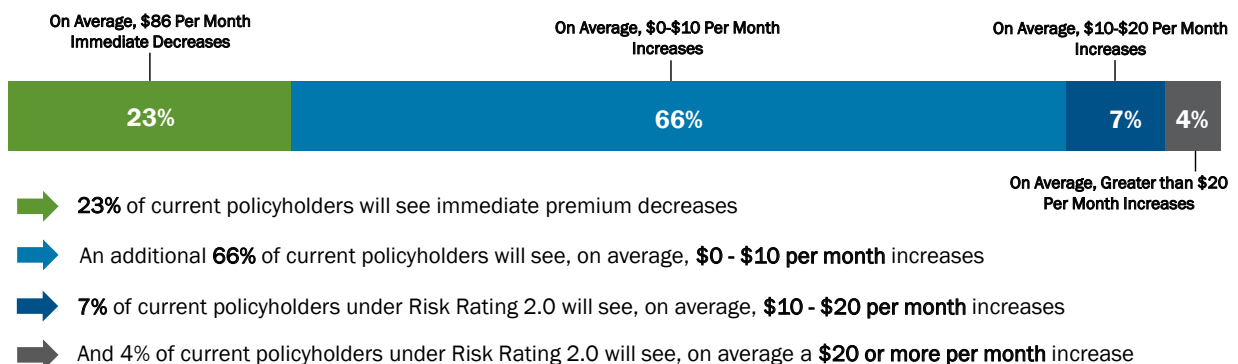 On Average, $86 Per Month
Immediate Decreases
On Average, $0-$10 Per Month
Increases
On Average, $10-$20 Per Month
Increases
23%
66%
7%
4%
On Average, Greater than $20
Per Month Increases
23% of current policyholders will see immediate premium decreases
An additional 66% of current policyholders will see, on average, $0 - $10 per month increases
7% of current policyholders under Risk Rating 2.0 will see, on average, $10 - $20 per month increases
And 4% of current policyholders under Risk Rating 2.0 will see, on average a $20 or more per month increase